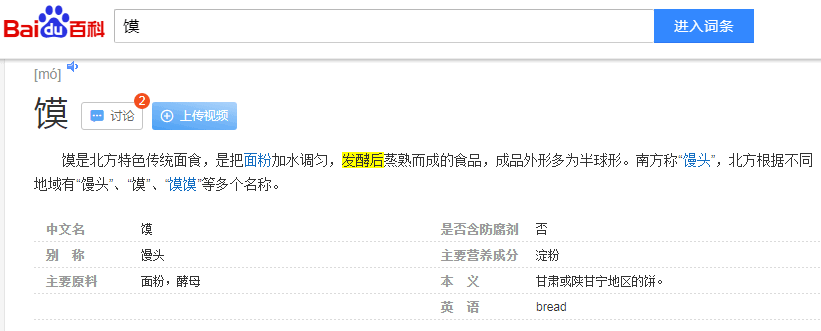 Bai du 百科 馍 进入词条
[mó]
馍 讨论 2 上传视频
馍是北方特色传统面食，是把面粉加水调匀，发酵后蒸熟而成的食品，成品外形多为半球形。南方称“馒头”，北方根据不同
地域有“馒头”、“馍”、“馍馍”等多个名称。
中文名 馍 是否含防腐剂 否
别 称 馒头 主要营养成分 淀粉
主要原料 面粉，酵母 本 义 甘肃或陕甘宁地区的饼。
英 语 bread